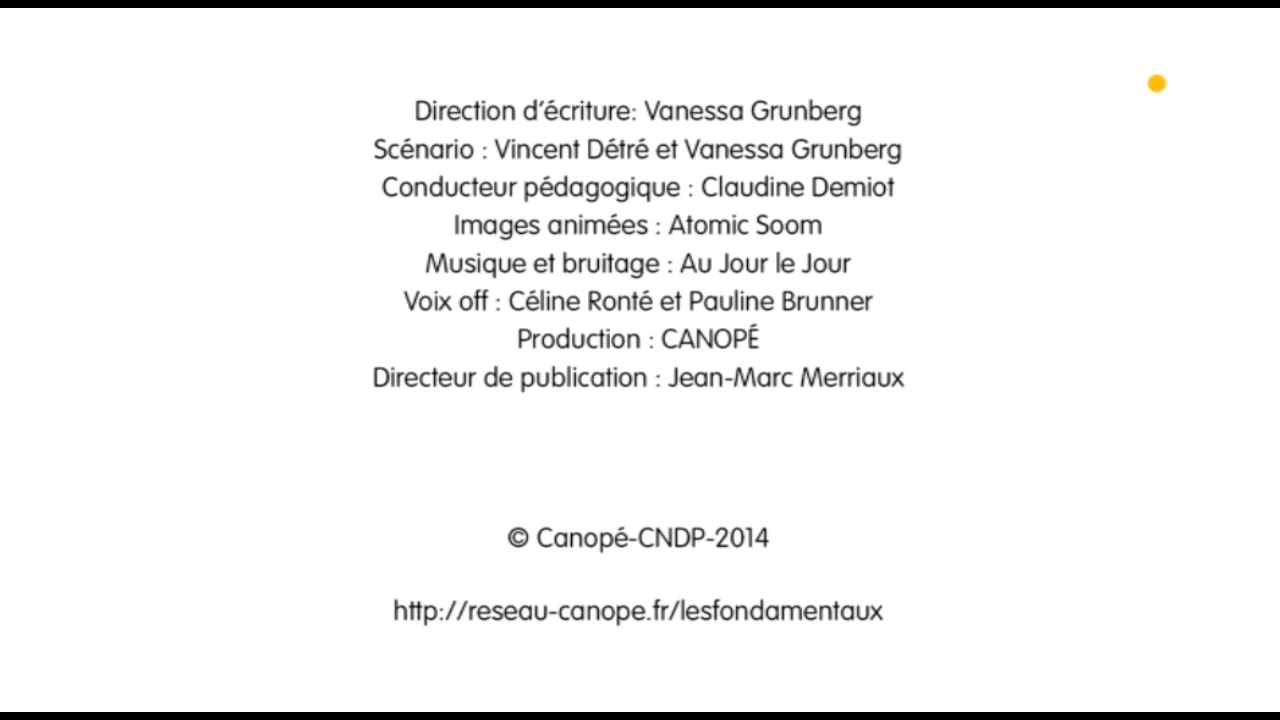 Direction d’écriture: Vanessa Grunberg
Scénario : Vincent Détré et Vanessa Grunberg
Conducteur pédagogique : Claudine Demiot
Images animées : Atomic Soom
Musique et bruitage : Au Jour le Jour
Voix off : Céline Ronté et Pauline Brunner
Production : CANOPÉ
Directeur de publication : Jean-Marc Merriaux
© Canopé-CNDP-2014
http://reseau-canope.fr/lesfondamentaux